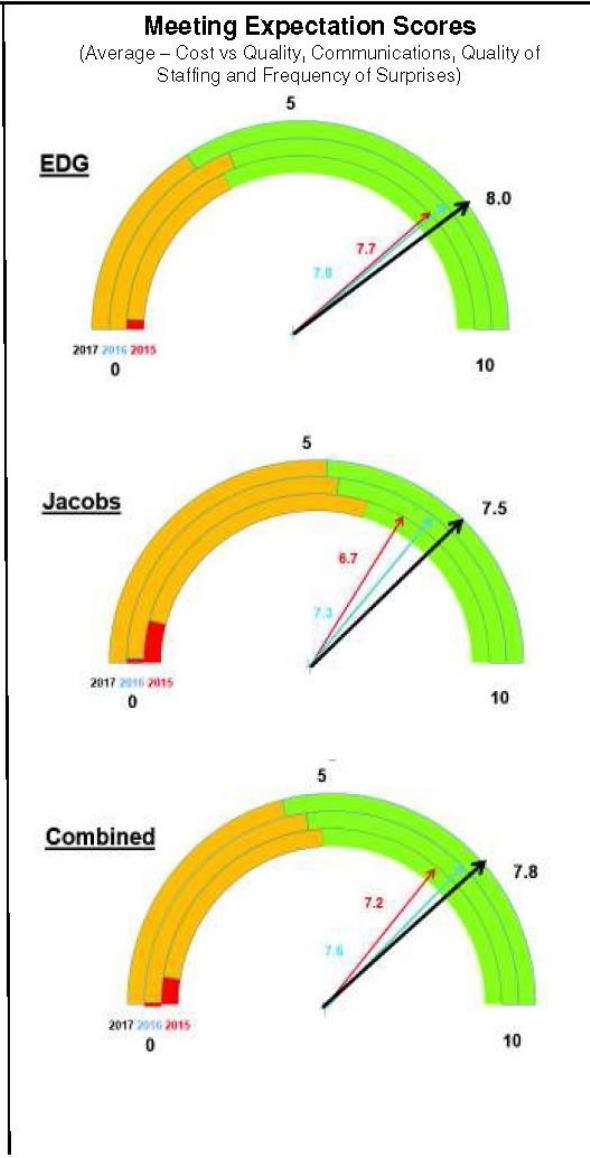 Meeting Expectation Scores
(Average – Cost vs Quality, Communications, Quality of
Staffing and Frequency of Surprises)
5
EDG
8.0
7.7
7.8
2017 2016 2015
0
10
5
Jacobs
7.5
6.7
7.3
2017 2016 2015
0
10
5
Combined
7.8
7.2
7.6
2017 2016 2015
0
10